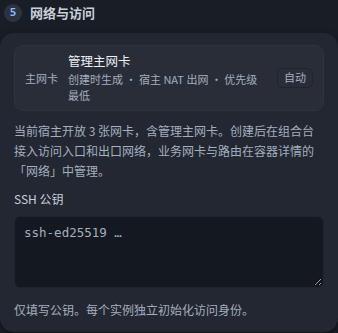 5 网络与访问
管理主网卡
主网卡 创建时生成 · 宿主 NAT 出网 · 优先级 自动
最低
当前宿主开放 3 张网卡，含管理主网卡。创建后在组合台
接入访问入口和出口网络，业务网卡与路由在容器详情的
「网络」中管理。
SSH 公钥
ssh-ed25519 …
仅填写公钥。每个实例独立初始化访问身份。